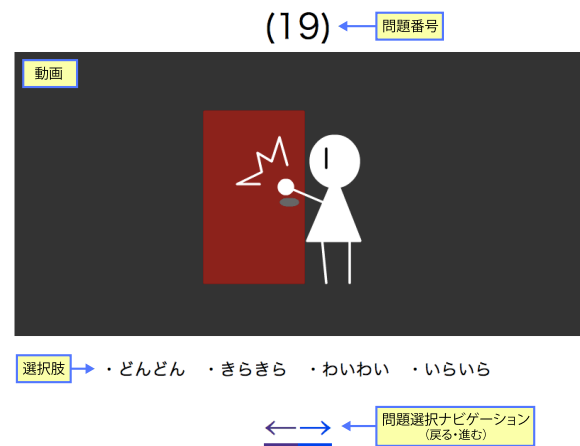 (19)
問題番号
動画
選択肢
・どんどん ・きらきら ・わいわい ・いらいら
問題選択ナビゲーション
(戻る・進む)